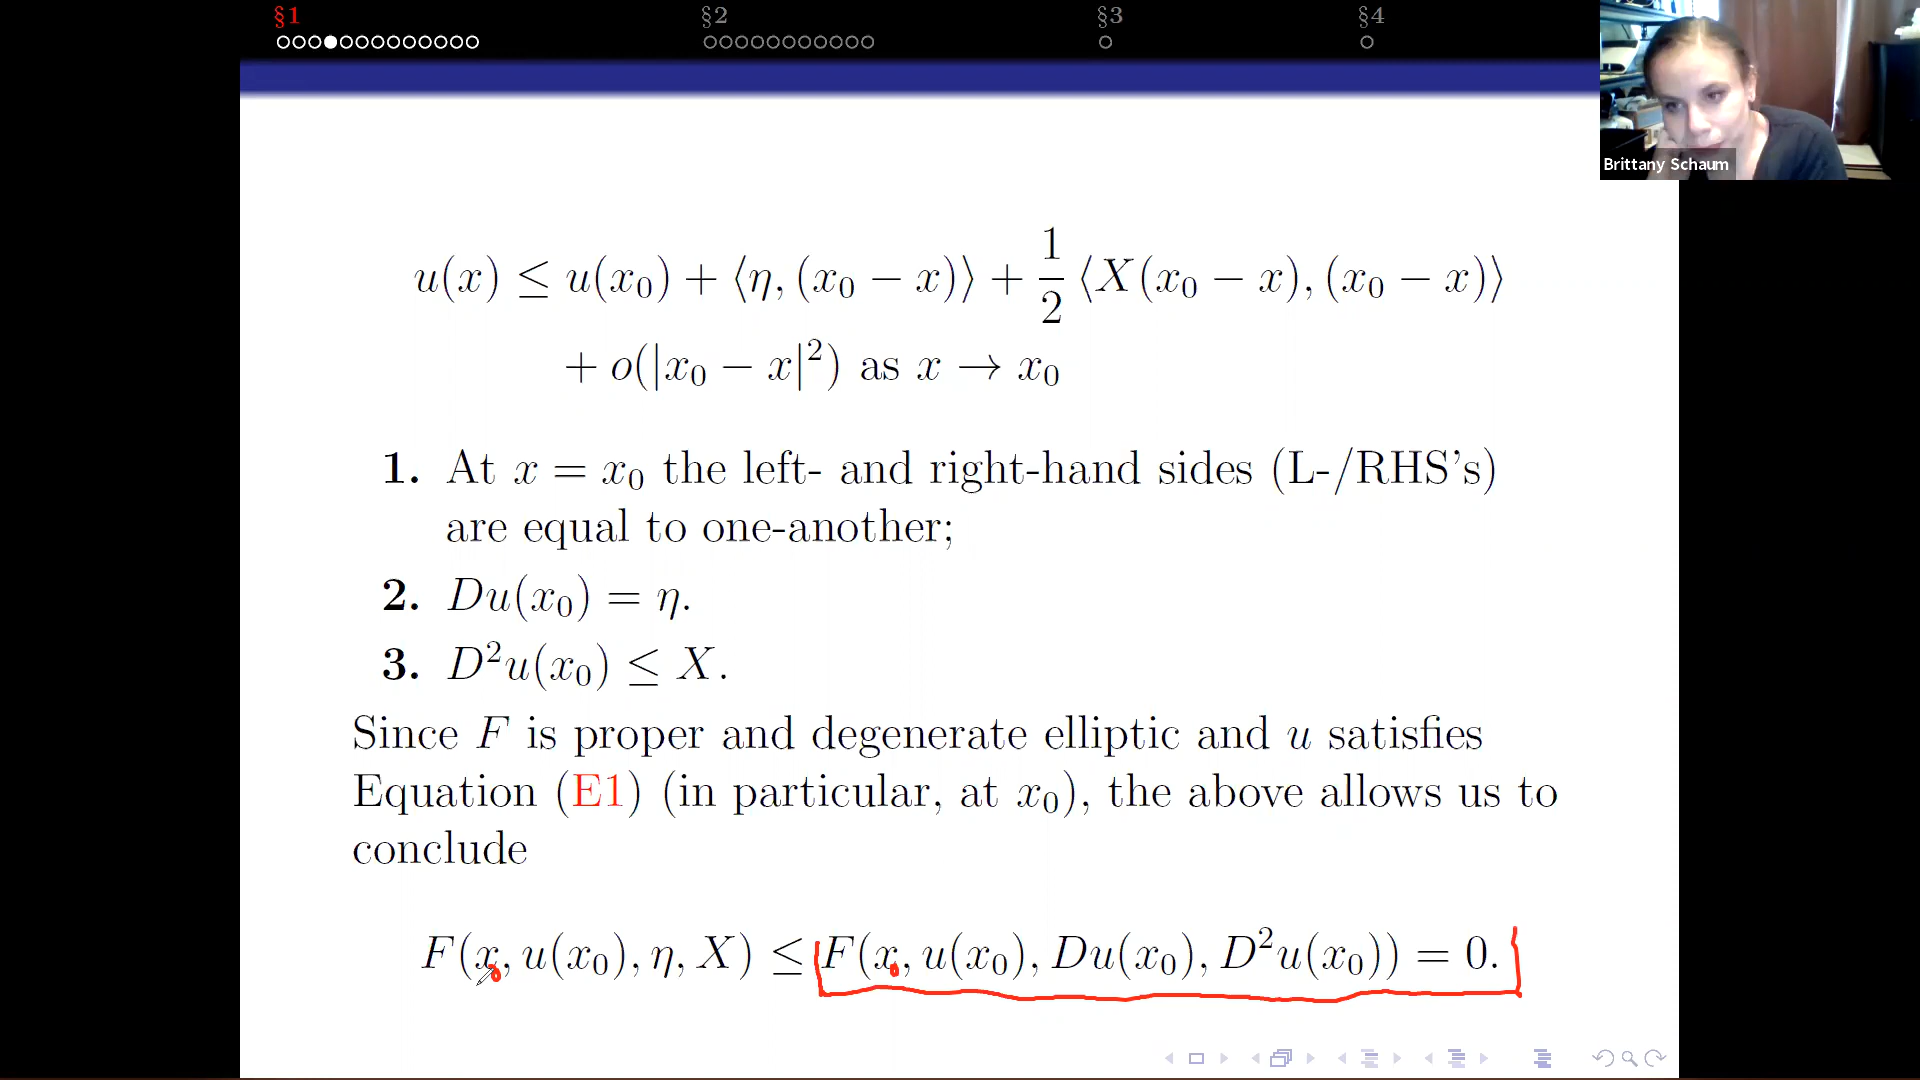 §1 §2 §3 §4
Brittany Schaum
u(x) ≤ u(x₀) + ⟨η, (x₀ − x)⟩ + 1/2 ⟨X(x₀ − x), (x₀ − x)⟩
+ o(|x₀ − x|²) as x → x₀
1. At x = x₀ the left- and right-hand sides (L-/RHS's)
are equal to one-another;
2. Du(x₀) = η.
3. D²u(x₀) ≤ X.
Since F is proper and degenerate elliptic and u satisfies
Equation (E1) (in particular, at x₀), the above allows us to
conclude
F(x₀, u(x₀), η, X) ≤ F(x₀, u(x₀), Du(x₀), D²u(x₀)) = 0.